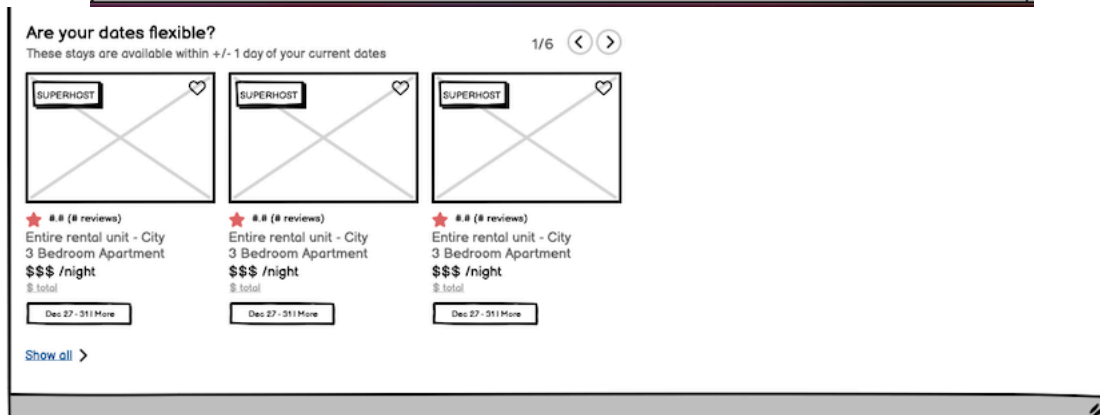 Are your dates flexible?
These stays are available within +/- 1 day of your current dates
1/6
SUPERHOST
SUPERHOST
SUPERHOST
#.# (# reviews)
Entire rental unit - City
3 Bedroom Apartment
$$$ /night
$ total
Dec 27 - 31 | More
#.# (# reviews)
Entire rental unit - City
3 Bedroom Apartment
$$$ /night
$ total
Dec 27 - 31 | More
#.# (# reviews)
Entire rental unit - City
3 Bedroom Apartment
$$$ /night
$ total
Dec 27 - 31 | More
Show all